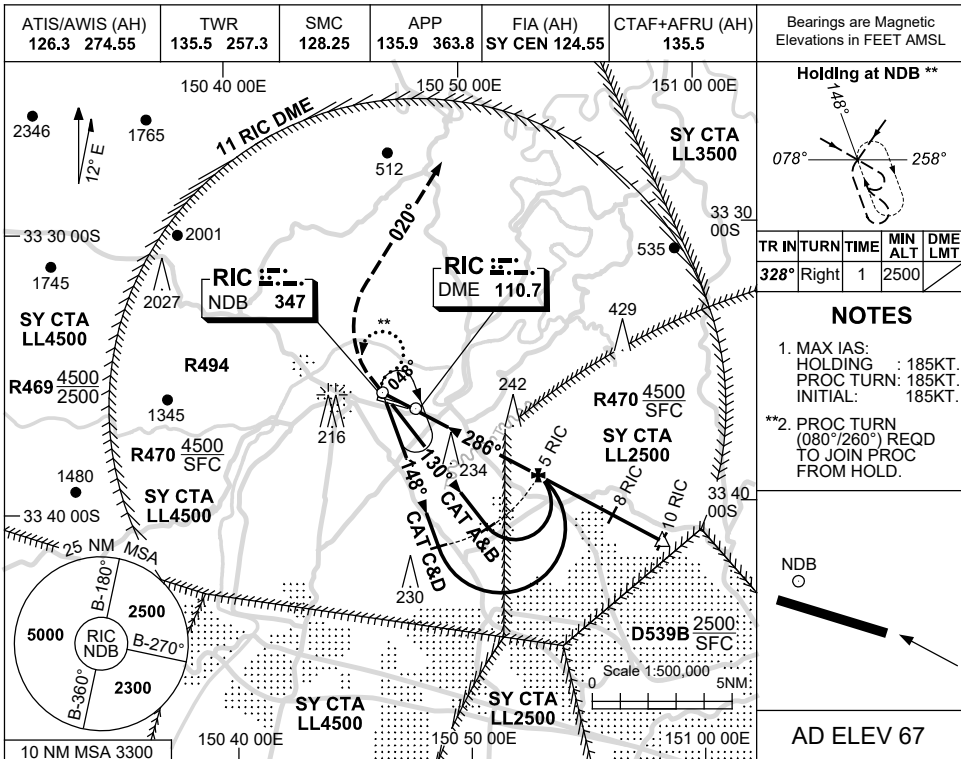 ATIS/AWIS (AH)
126.3 274.55
TWR
135.5 257.3
SMC
128.25
APP
135.9 363.8
FIA (AH)
SY CEN 124.55
CTAF+AFRU (AH)
135.5
Bearings are Magnetic
Elevations in FEET AMSL
150 40 00E
150 50 00E
151 00 00E
2346
1765
12° E
11 RIC DME
512
020°
SY CTA
LL3500
33 30 00S
33 30
00S
2001
535
1745
2027
RIC
NDB 347
RIC
DME 110.7
429
SY CTA
LL4500
R494
**
048°
242
R469 4500
2500
R470 4500
SFC
1345
216
286°
5 RIC
SY CTA
LL2500
R470 4500
SFC
234
130° CAT A&B
148° CAT C&D
8 RIC
10 RIC
1480
SY CTA
LL4500
33 40 00S
33 40
00S
25 NM MSA
230
B-180°
2500
5000
RIC
NDB
B-270°
B-360°
2300
D539B 2500
SFC
Scale 1:500,000
0 5NM
SY CTA
LL4500
SY CTA
LL2500
10 NM MSA 3300
150 40 00E
150 50 00E
151 00 00E
Holding at NDB **
148°
078°
258°
TR IN TURN TIME MIN ALT DME LMT
328° Right 1 2500
NOTES
1. MAX IAS:
HOLDING : 185KT.
PROC TURN: 185KT.
INITIAL: 185KT.
**2. PROC TURN
(080°/260°) REQD
TO JOIN PROC
FROM HOLD.
NDB
AD ELEV 67